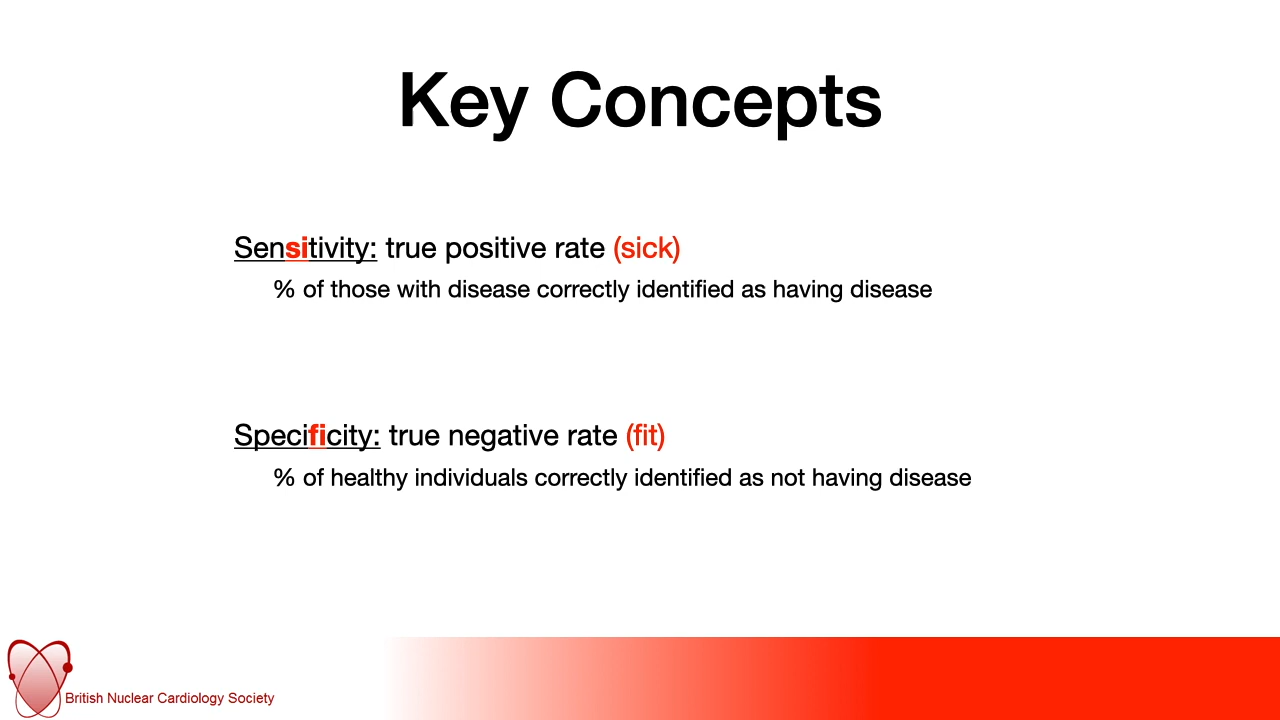 Key Concepts
Sensitivity: true positive rate (sick)
% of those with disease correctly identified as having disease
Specificity: true negative rate (fit)
% of healthy individuals correctly identified as not having disease
British Nuclear Cardiology Society